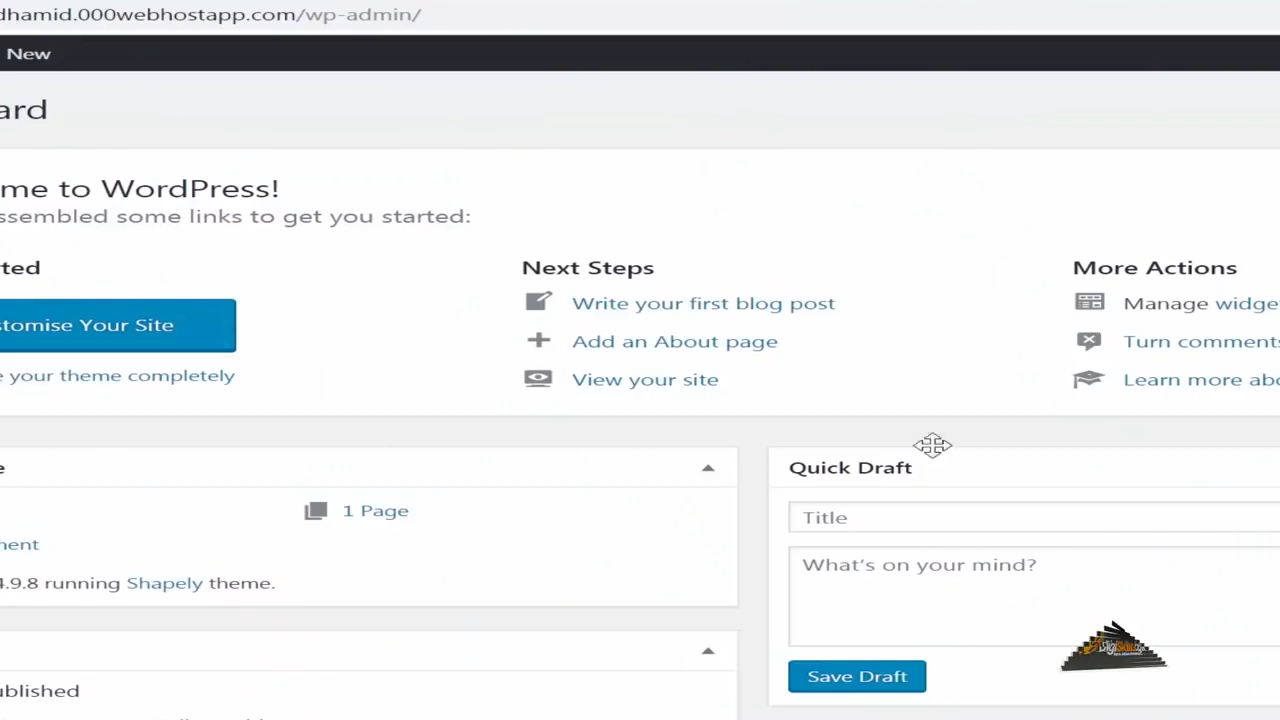 dhamid.000webhostapp.com/wp-admin/
New
ard
me to WordPress!
ssembled some links to get you started:
ted
Next Steps
More Actions
stomise Your Site
Write your first blog post
Manage widge
Add an About page
Turn comments
e your theme completely
View your site
Learn more abo
e
Quick Draft
1 Page
Title
ment
What's on your mind?
4.9.8 running Shapely theme.
Save Draft
ublished